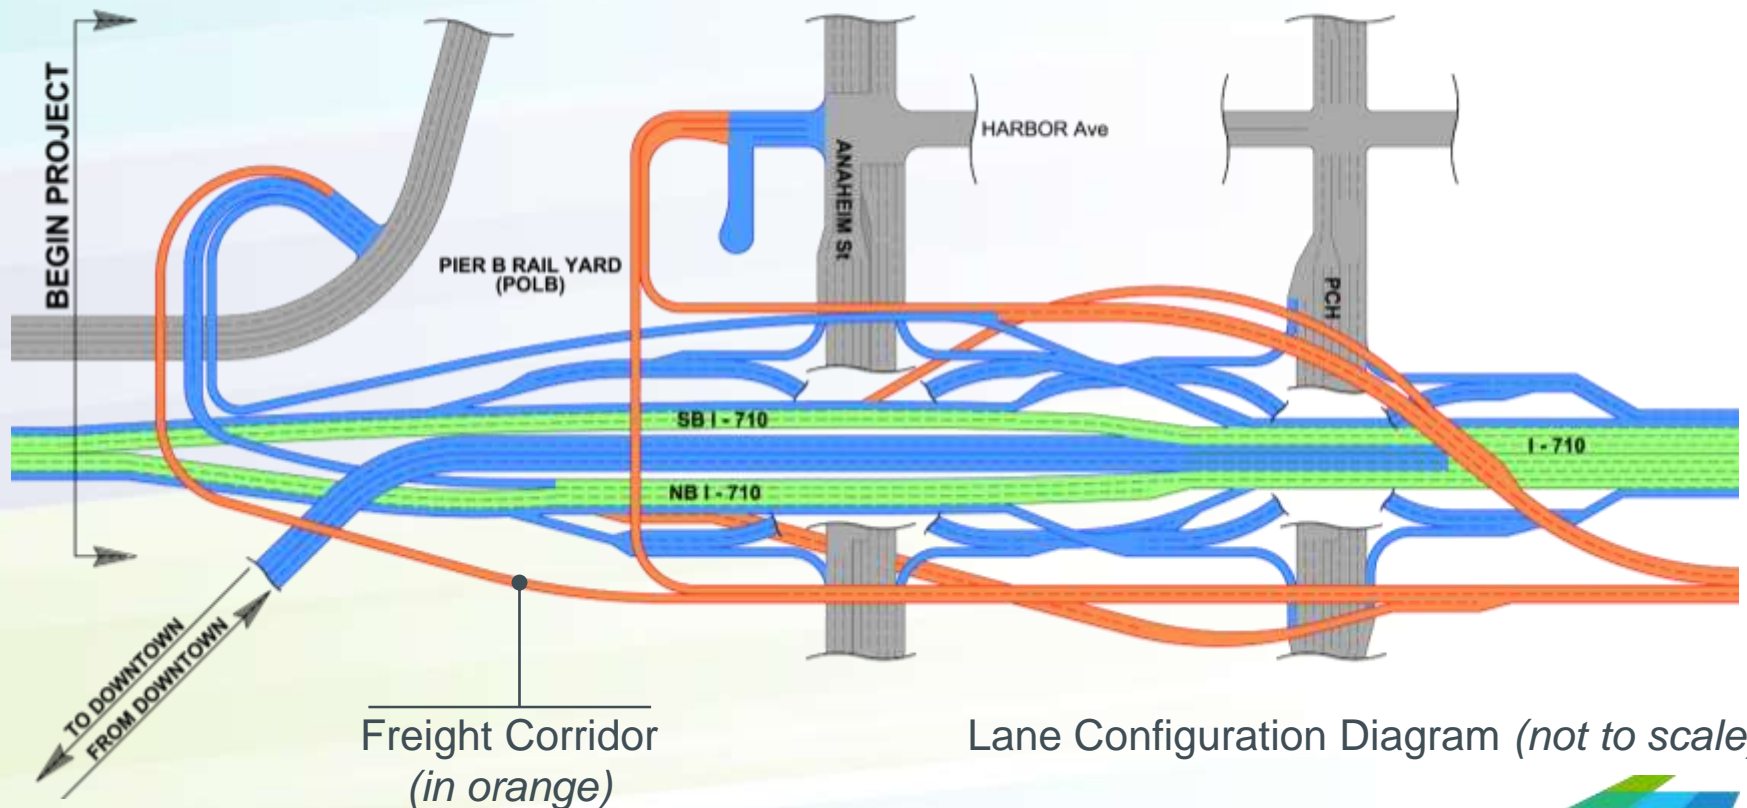 BEGIN PROJECT
HARBOR Ave
ANAHEIM St
PIER B RAIL YARD
(POLB)
PCH
SB I - 710
I - 710
NB I - 710
TO DOWNTOWN
FROM DOWNTOWN
Freight Corridor
(in orange)
Lane Configuration Diagram (not to scale)